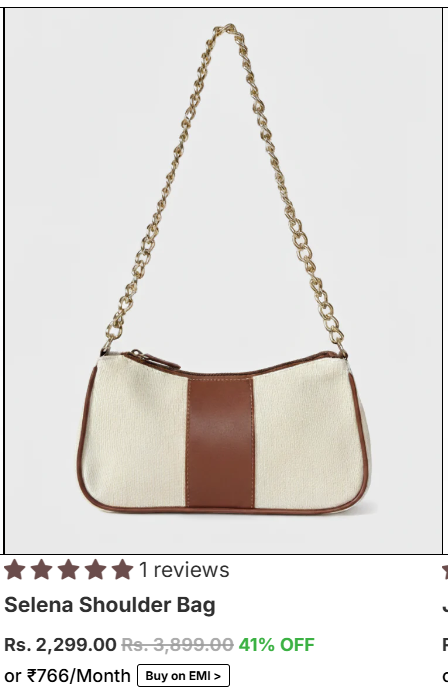 1 reviews
Selena Shoulder Bag
Rs. 2,299.00 Rs. 3,899.00 41% OFF
or ₹766/Month Buy on EMI >